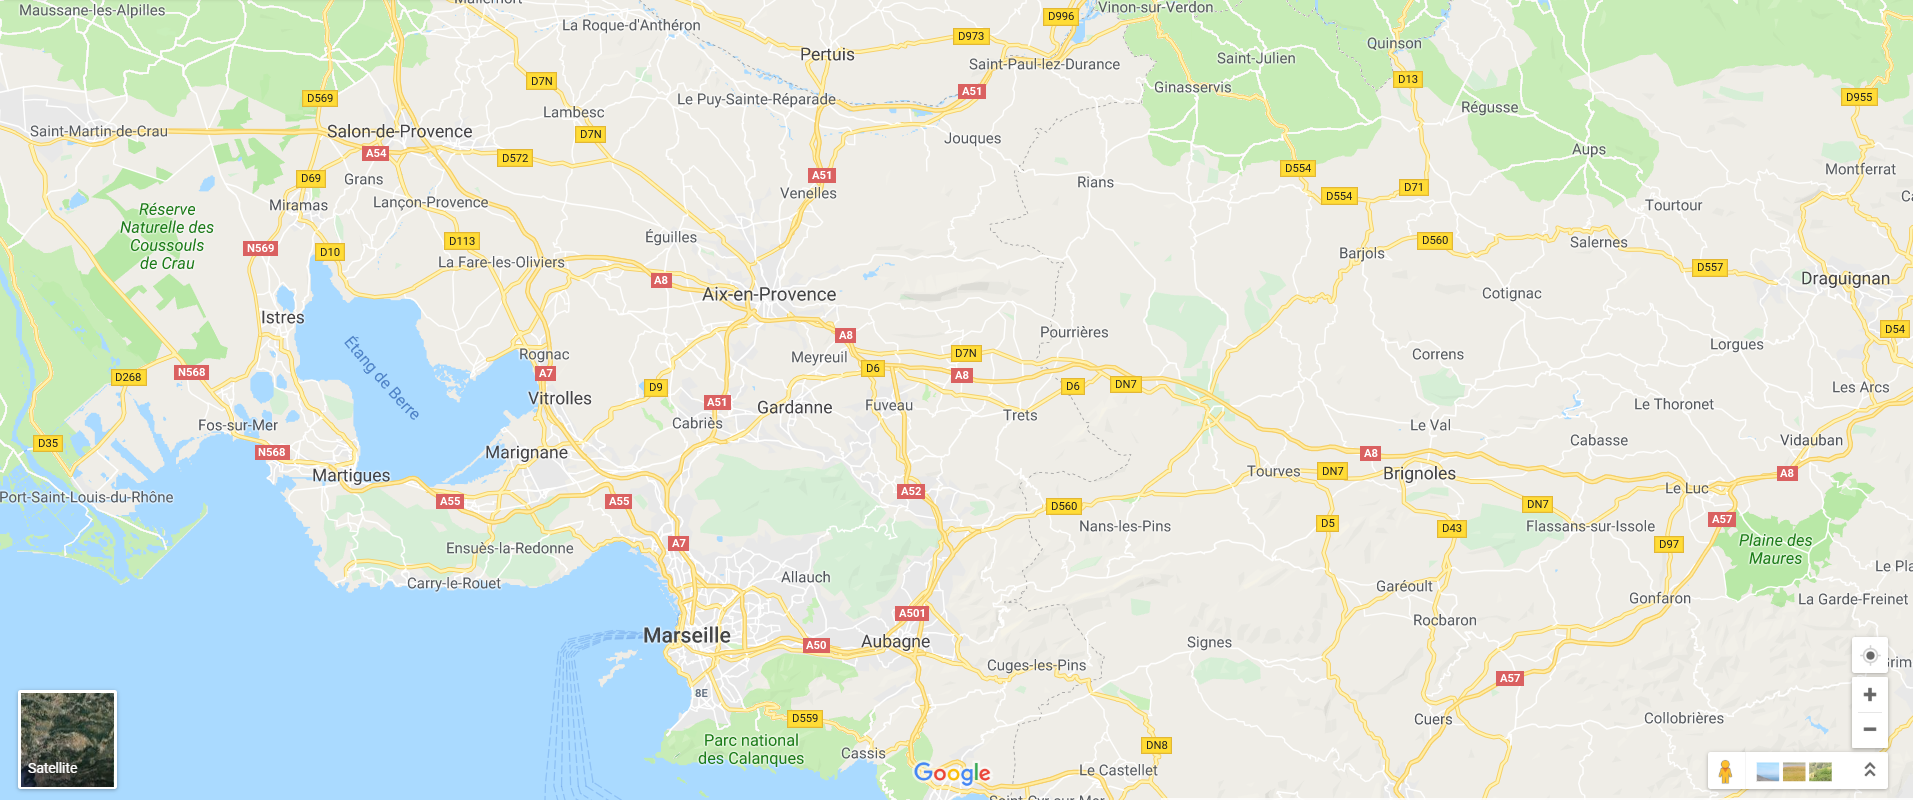 Maussane-les-Alpilles
La Roque-d'Anthéron
D996
Vinon-sur-Verdon
D973
Quinson
Pertuis
Saint-Paul-lez-Durance
Saint-Julien
D7N
D13
A51
Ginasservis
D569
Le Puy-Sainte-Réparade
D955
Lambesc
Régusse
Saint-Martin-de-Crau
Salon-de-Provence
D7N
Jouques
A54
D572
Aups
D69
Grans
A51
Rians
D554
Montferrat
Venelles
D554
D71
Miramas
Lançon-Provence
Tourtour
Réserve
Naturelle des
Coussouls
de Crau
N569
D10
D113
Éguilles
D560
Salernes
La Fare-les-Oliviers
Barjols
D557
A8
Draguignan
Aix-en-Provence
Cotignac
Istres
Étang de Berre
A8
Pourrières
D54
Rognac
Meyreuil
D7N
Correns
Lorgues
D268
N568
A7
D6
A8
D6
DN7
Les Arcs
D9
Vitrolles
A51
Gardanne
Fuveau
Trets
Le Thoronet
Fos-sur-Mer
Cabriès
Le Val
D35
N568
Marignane
A8
Cabasse
Vidauban
Martigues
Tourves
DN7
Brignoles
A8
Port-Saint-Louis-du-Rhône
A55
A55
A52
D560
Le Luc
DN7
A7
Nans-les-Pins
D5
D43
Flassans-sur-Issole
A57
Ensuès-la-Redonne
D97
Plaine des
Maures
Carry-le-Rouet
Allauch
Garéoult
Le Pla
Gonfaron
La Garde-Freinet
A501
Rocbaron
Marseille
A50
Aubagne
Signes
Cuges-les-Pins
A57
8E
D559
Cuers
Collobrières
Parc national
des Calanques
Cassis
DN8
Le Castellet
Satellite
Google